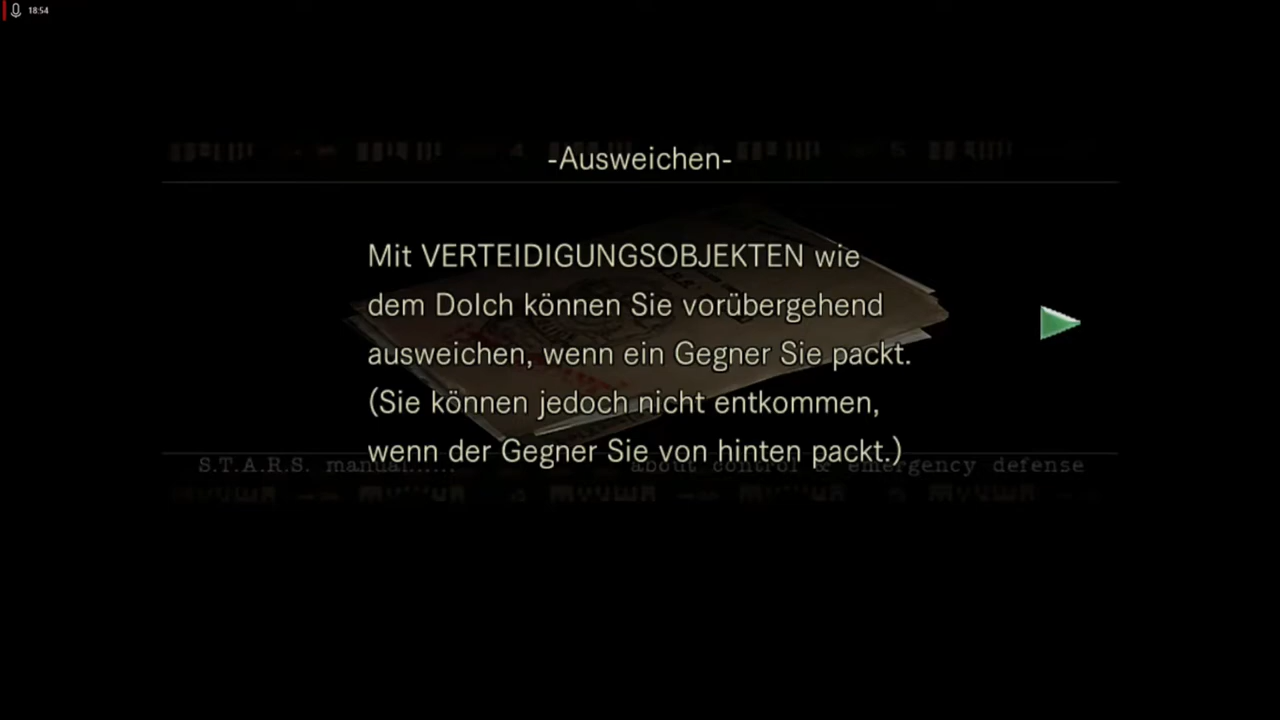 18:54
-Ausweichen-
Mit VERTEIDIGUNGSOBJEKTEN wie
dem Dolch können Sie vorübergehend
ausweichen, wenn ein Gegner Sie packt.
(Sie können jedoch nicht entkommen,
wenn der Gegner Sie von hinten packt.)
S.T.A.R.S. manual...... about control & emergency defense